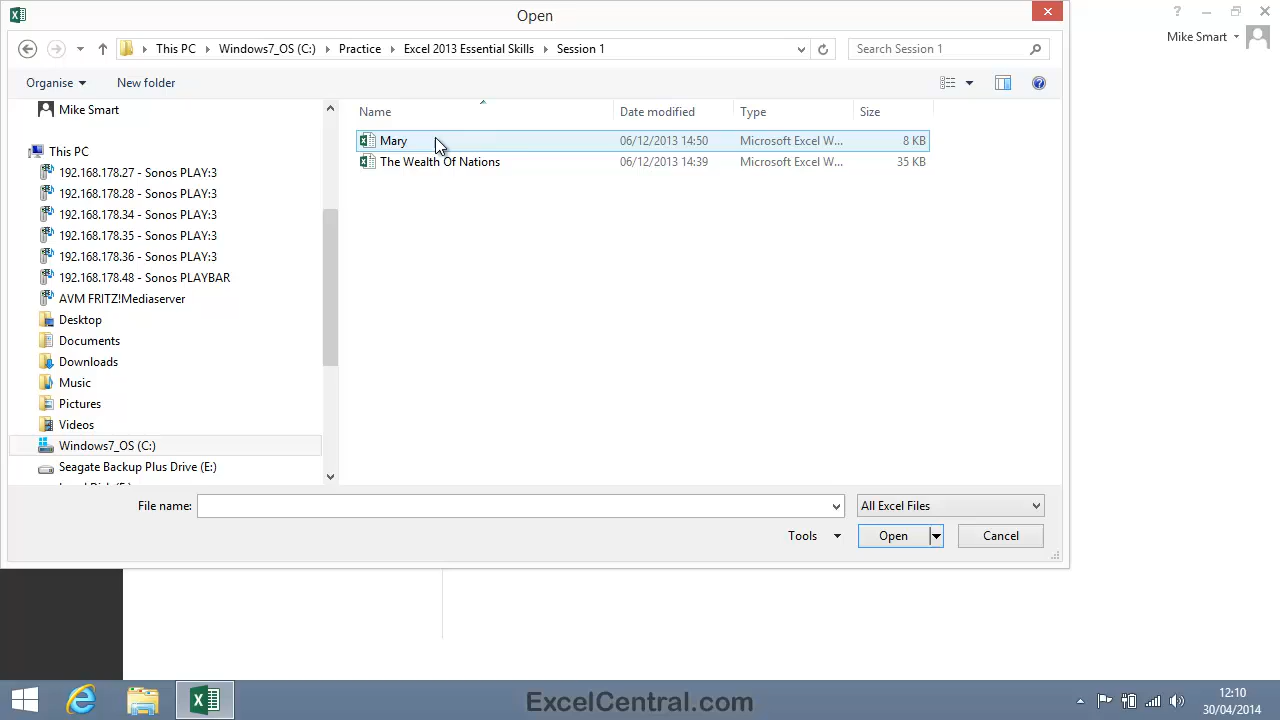 Open
Mike Smart
This PC
Windows7_OS (C:)
Practice
Excel 2013 Essential Skills
Session 1
Search Session 1
Organise
New folder
Mike Smart
This PC
192.168.178.27 - Sonos PLAY:3
192.168.178.28 - Sonos PLAY:3
192.168.178.34 - Sonos PLAY:3
192.168.178.35 - Sonos PLAY:3
192.168.178.36 - Sonos PLAY:3
192.168.178.48 - Sonos PLAYBAR
AVM FRITZ!Mediaserver
Desktop
Documents
Downloads
Music
Pictures
Videos
Windows7_OS (C:)
Seagate Backup Plus Drive (E:)
Name Date modified Type Size
Mary 06/12/2013 14:50 Microsoft Excel W... 8 KB
The Wealth Of Nations 06/12/2013 14:39 Microsoft Excel W... 35 KB
File name:
All Excel Files
Tools
Open
Cancel
ExcelCentral.com
12:10
30/04/2014